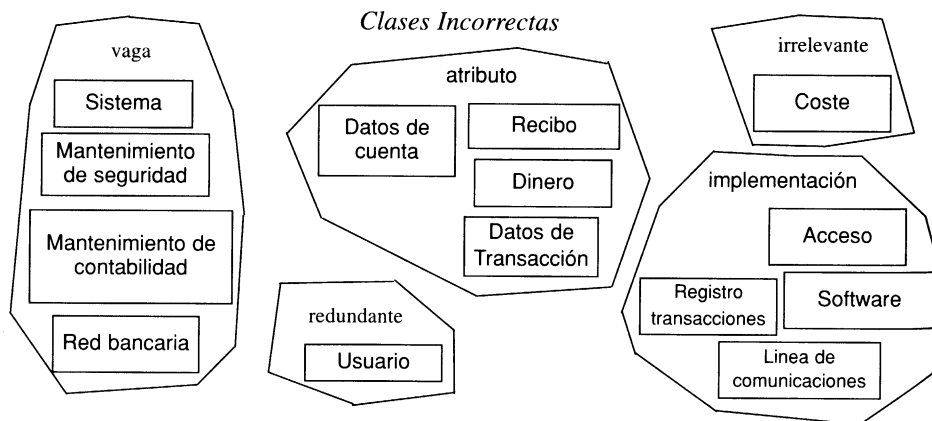 Clases Incorrectas
vaga
Sistema
Mantenimiento
de seguridad
Mantenimiento de
contabilidad
Red bancaria
atributo
Datos de
cuenta
Recibo
Dinero
Datos de
Transacción
redundante
Usuario
irrelevante
Coste
implementación
Acceso
Registro
transacciones
Software
Linea de
comunicaciones